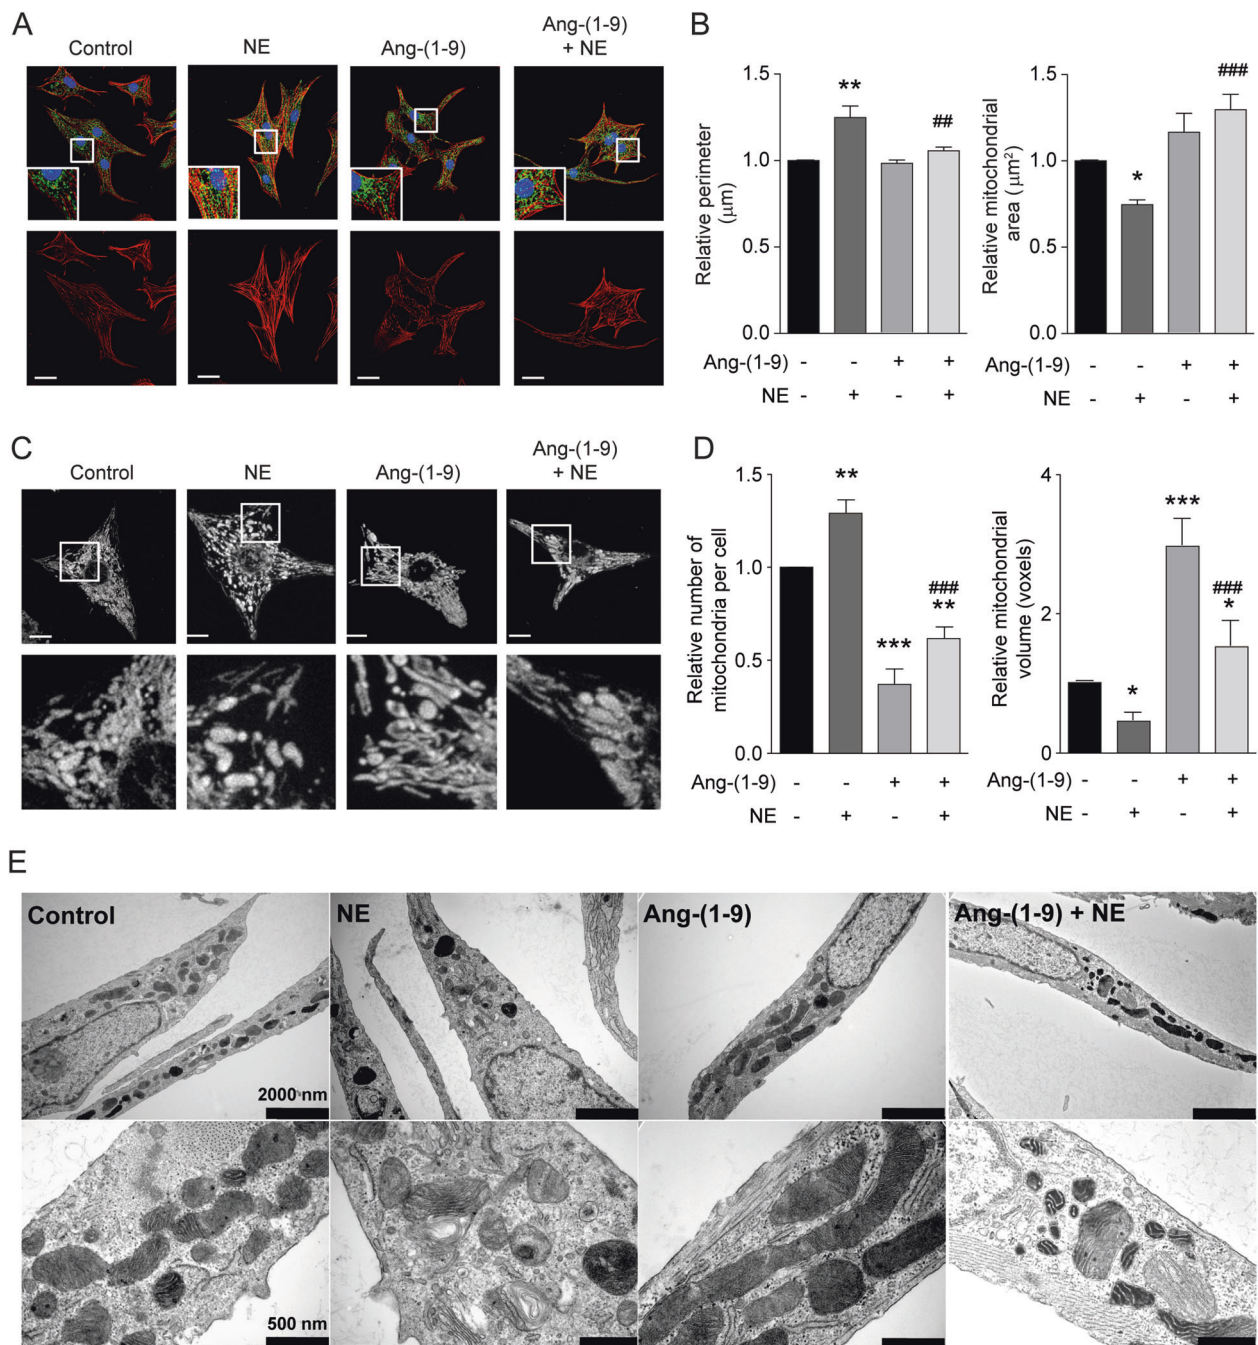 A
Control
NE
Ang-(1-9)
Ang-(1-9)
+ NE
B
Relative perimeter
(μm)
1.5
1.0
0.5
0.0
**
##
Ang-(1-9) - - + +
NE - + - +
Relative mitochondrial
area (μm²)
1.5
1.0
0.5
0.0
*
###
Ang-(1-9) - - + +
NE - + - +
C
Control
NE
Ang-(1-9)
Ang-(1-9)
+ NE
D
Relative number of
mitochondria per cell
1.5
1.0
0.5
0.0
**
***
###
**
Ang-(1-9) - - + +
NE - + - +
Relative mitochondrial
volume (voxels)
4
2
0
*
***
###
*
Ang-(1-9) - - + +
NE - + - +
E
Control
NE
Ang-(1-9)
Ang-(1-9) + NE
2000 nm
500 nm